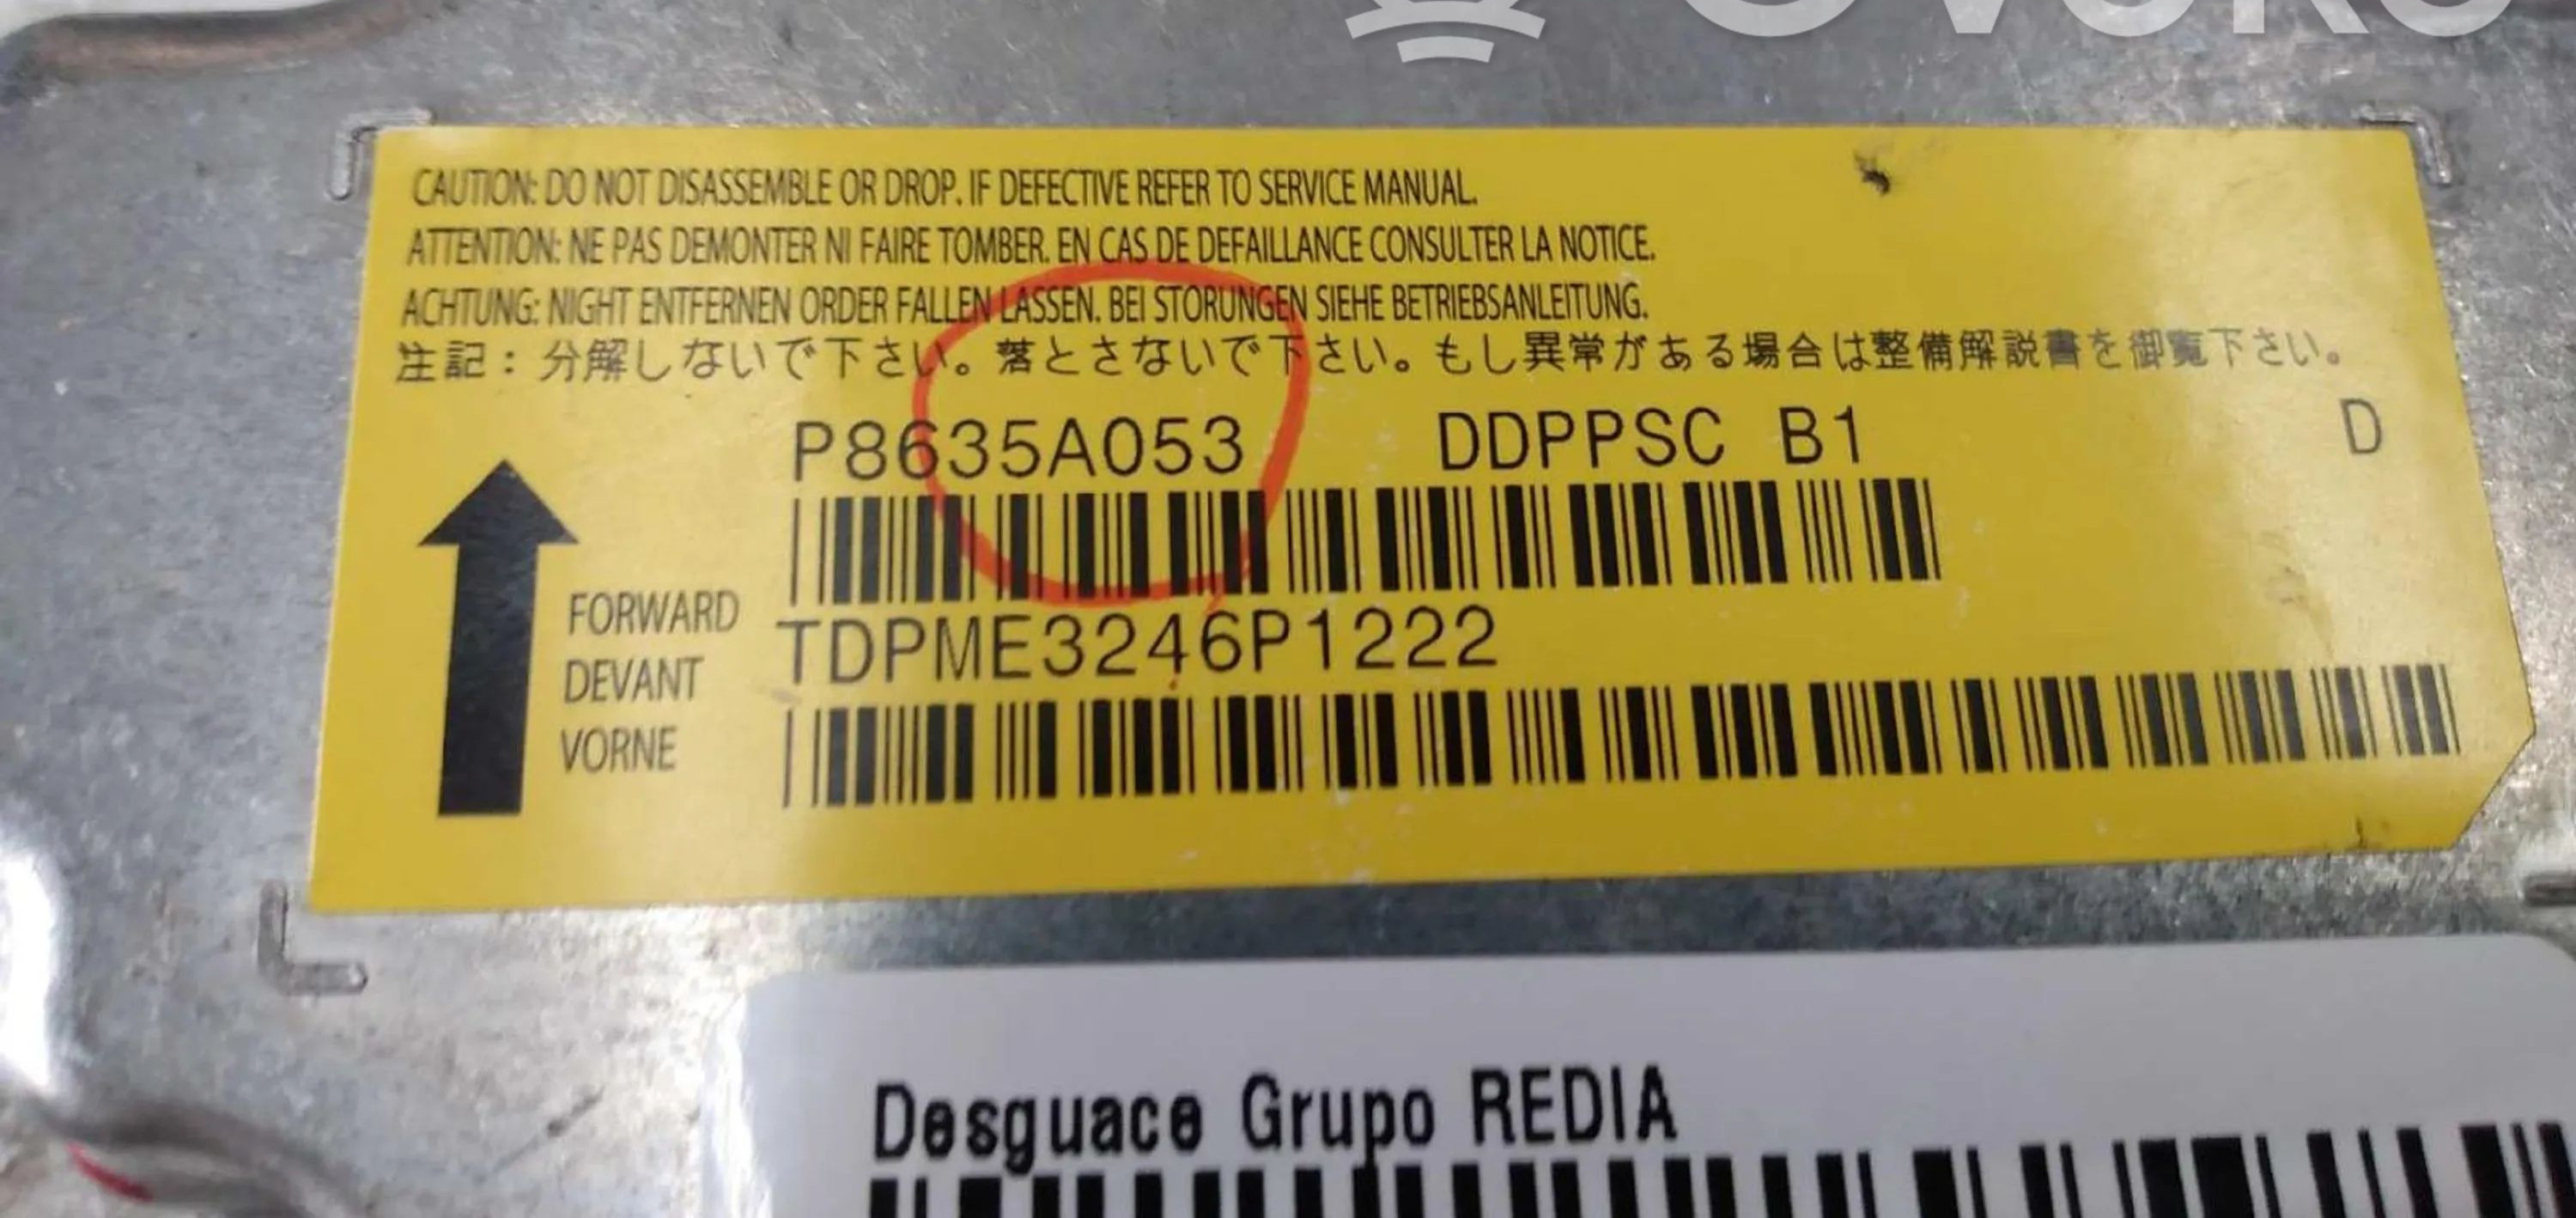 CAUTION: DO NOT DISASSEMBLE OR DROP. IF DEFECTIVE REFER TO SERVICE MANUAL.
ATTENTION: NE PAS DEMONTER NI FAIRE TOMBER. EN CAS DE DEFAILLANCE CONSULTER LA NOTICE.
ACHTUNG: NIGHT ENTFERNEN ORDER FALLEN LASSEN. BEI STORUNGEN SIEHE BETRIEBSANLEITUNG.
注記：分解しないで下さい。落とさないで下さい。もし異常がある場合は整備解説書を御覧下さい。
P8635A053 DDPPSC B1 D
FORWARD
TDPME3246P1222
DEVANT
VORNE
Desguace Grupo REDIA